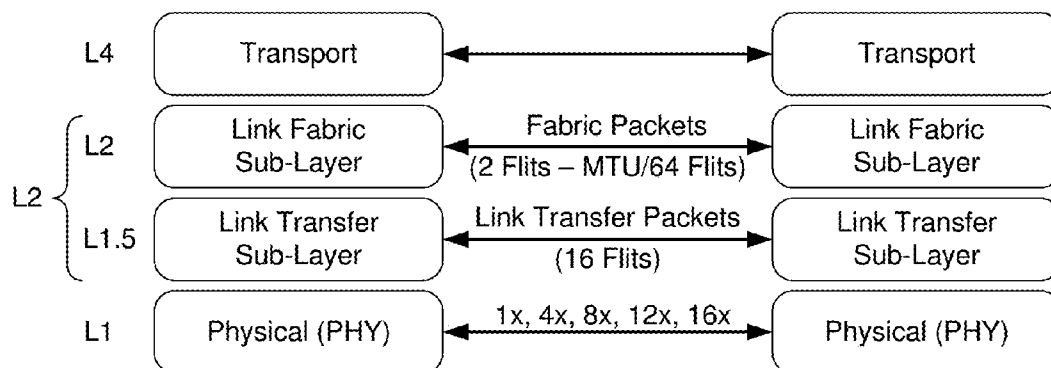 L4 Transport Transport
L2 Link Fabric Sub-Layer Fabric Packets (2 Flits – MTU/64 Flits) Link Fabric Sub-Layer
L2
L1.5 Link Transfer Sub-Layer Link Transfer Packets (16 Flits) Link Transfer Sub-Layer
L1 Physical (PHY) 1x, 4x, 8x, 12x, 16x Physical (PHY)